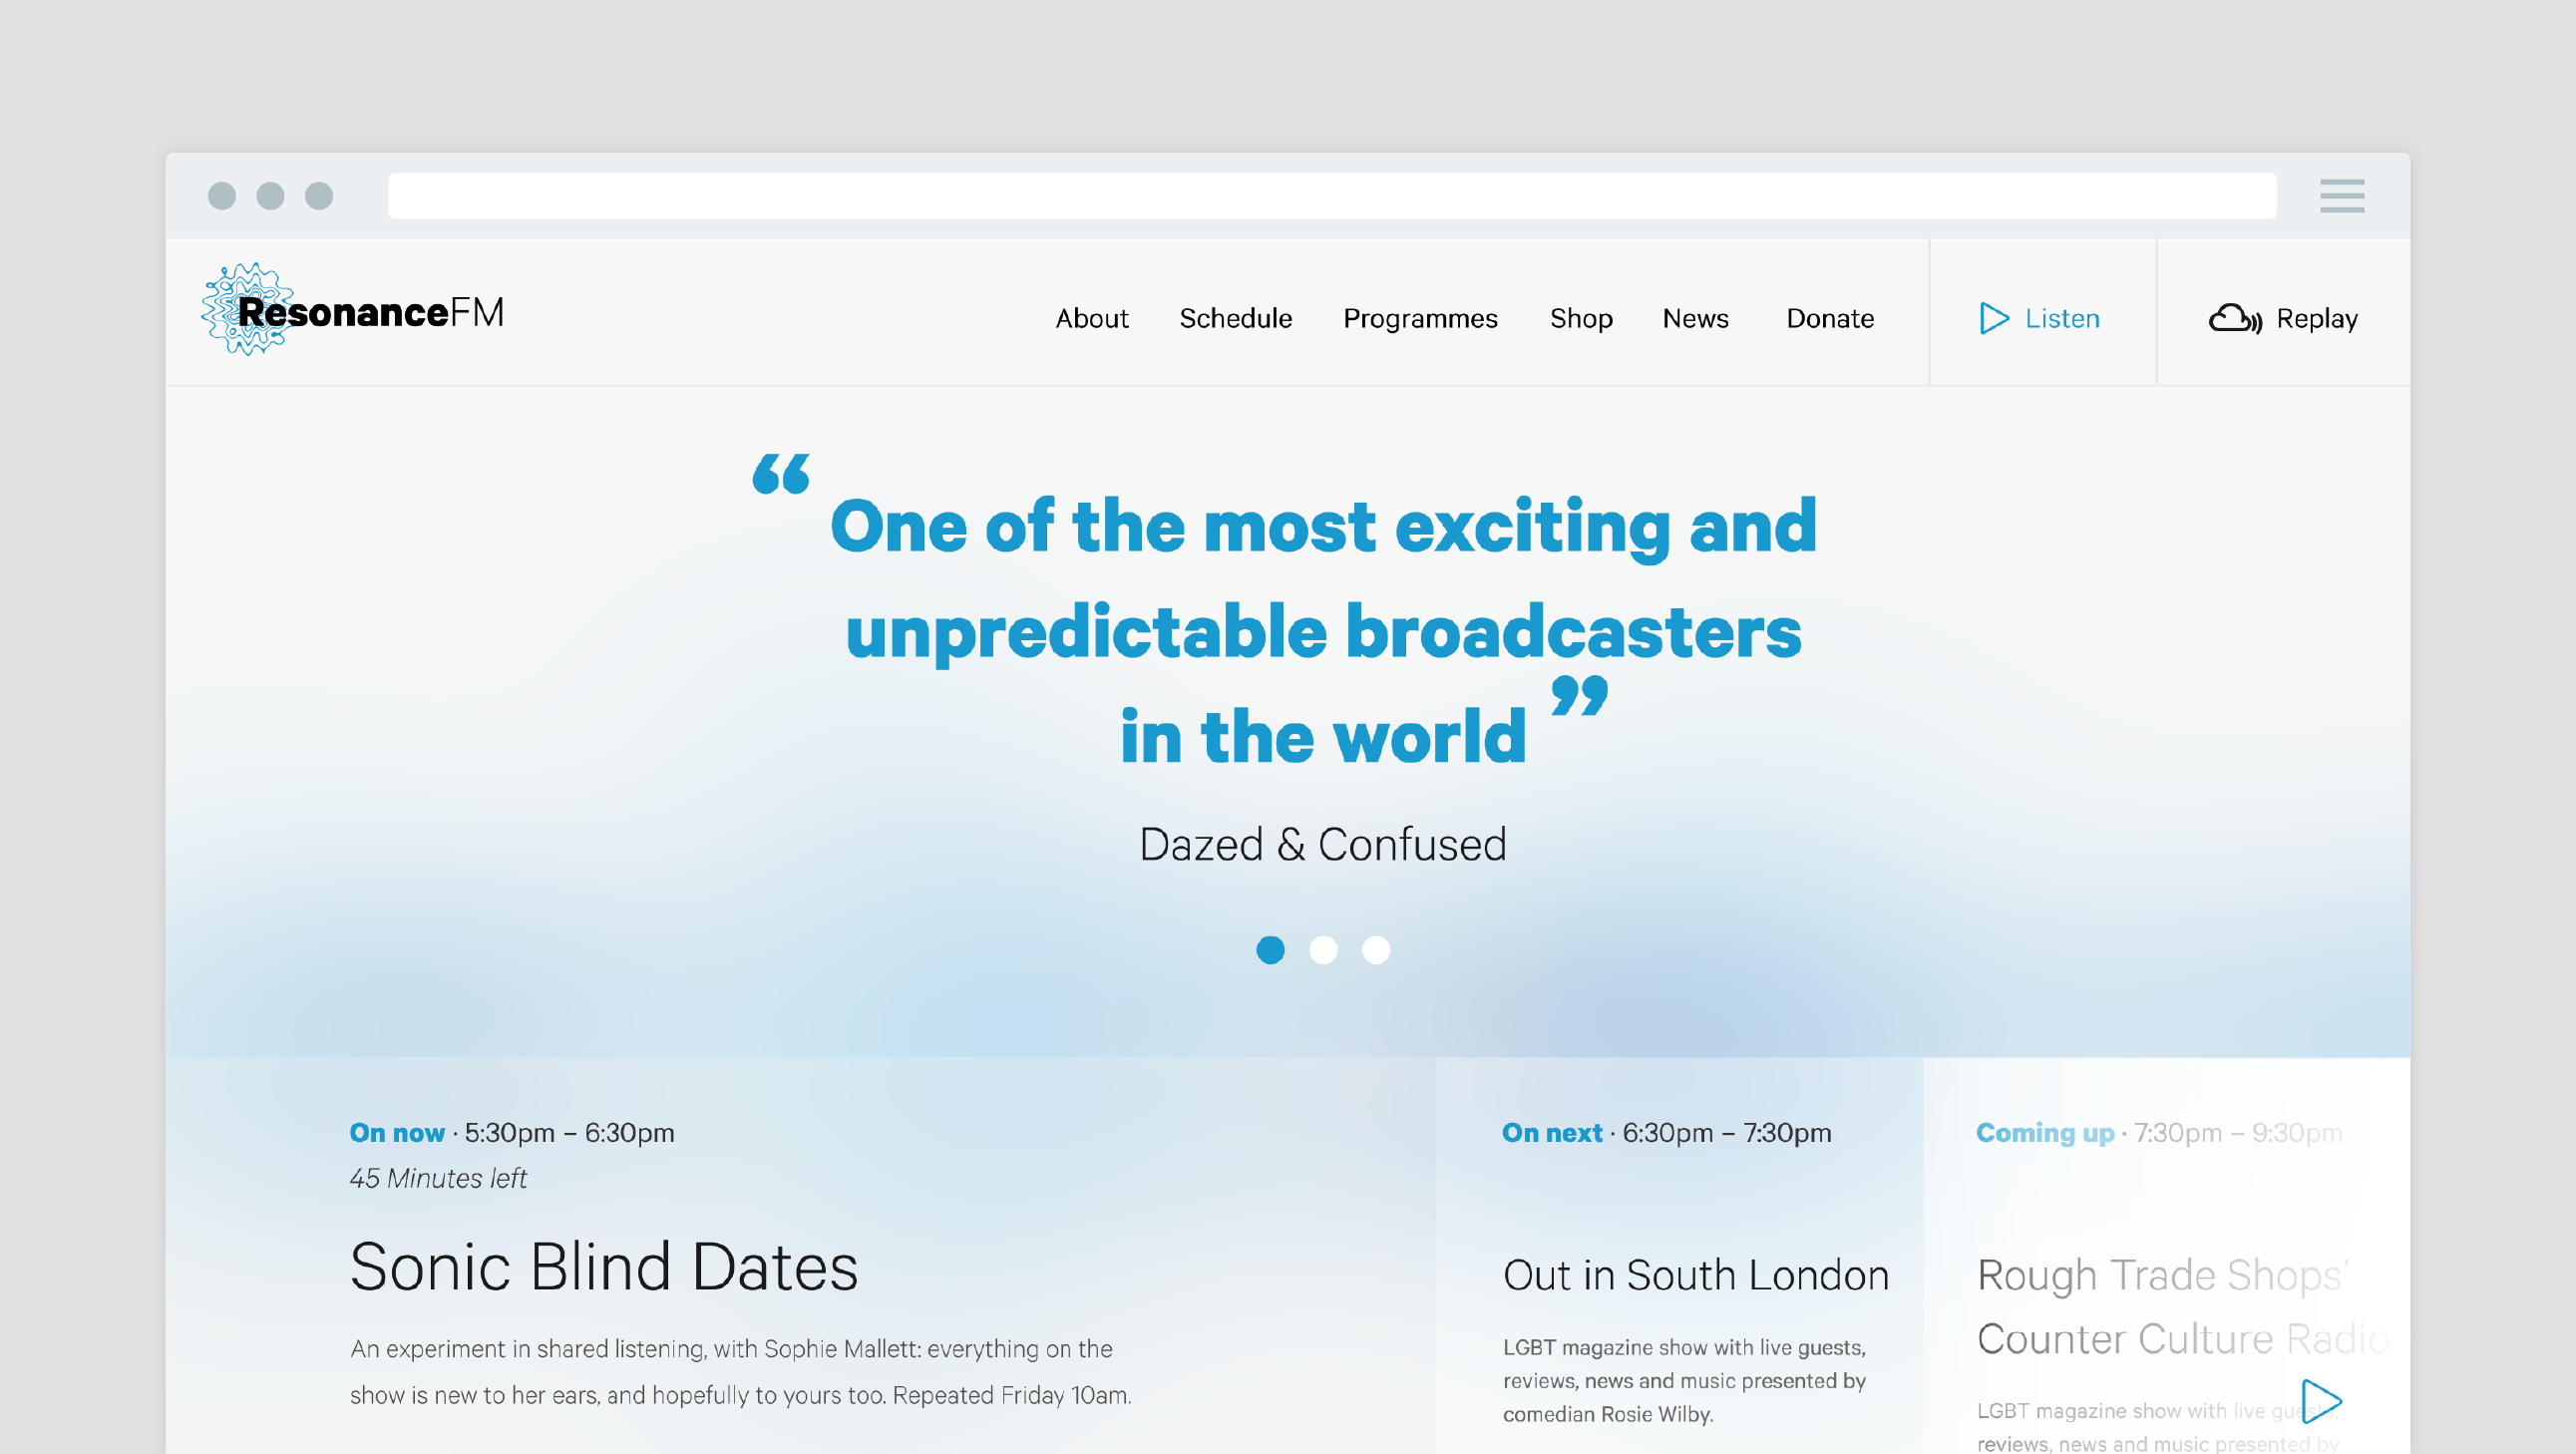 ResonanceFM
About Schedule Programmes Shop News Donate Listen Replay
“One of the most exciting and
unpredictable broadcasters
in the world”
Dazed & Confused
On now · 5:30pm – 6:30pm
45 Minutes left
Sonic Blind Dates
An experiment in shared listening, with Sophie Mallett: everything on the
show is new to her ears, and hopefully to yours too. Repeated Friday 10am.
On next · 6:30pm – 7:30pm
Out in South London
LGBT magazine show with live guests,
reviews, news and music presented by
comedian Rosie Wilby.
Coming up · 7:30pm – 9:30pm
Rough Trade Shops’
Counter Culture Radio
LGBT magazine show with live guests,
reviews, news and music presented by